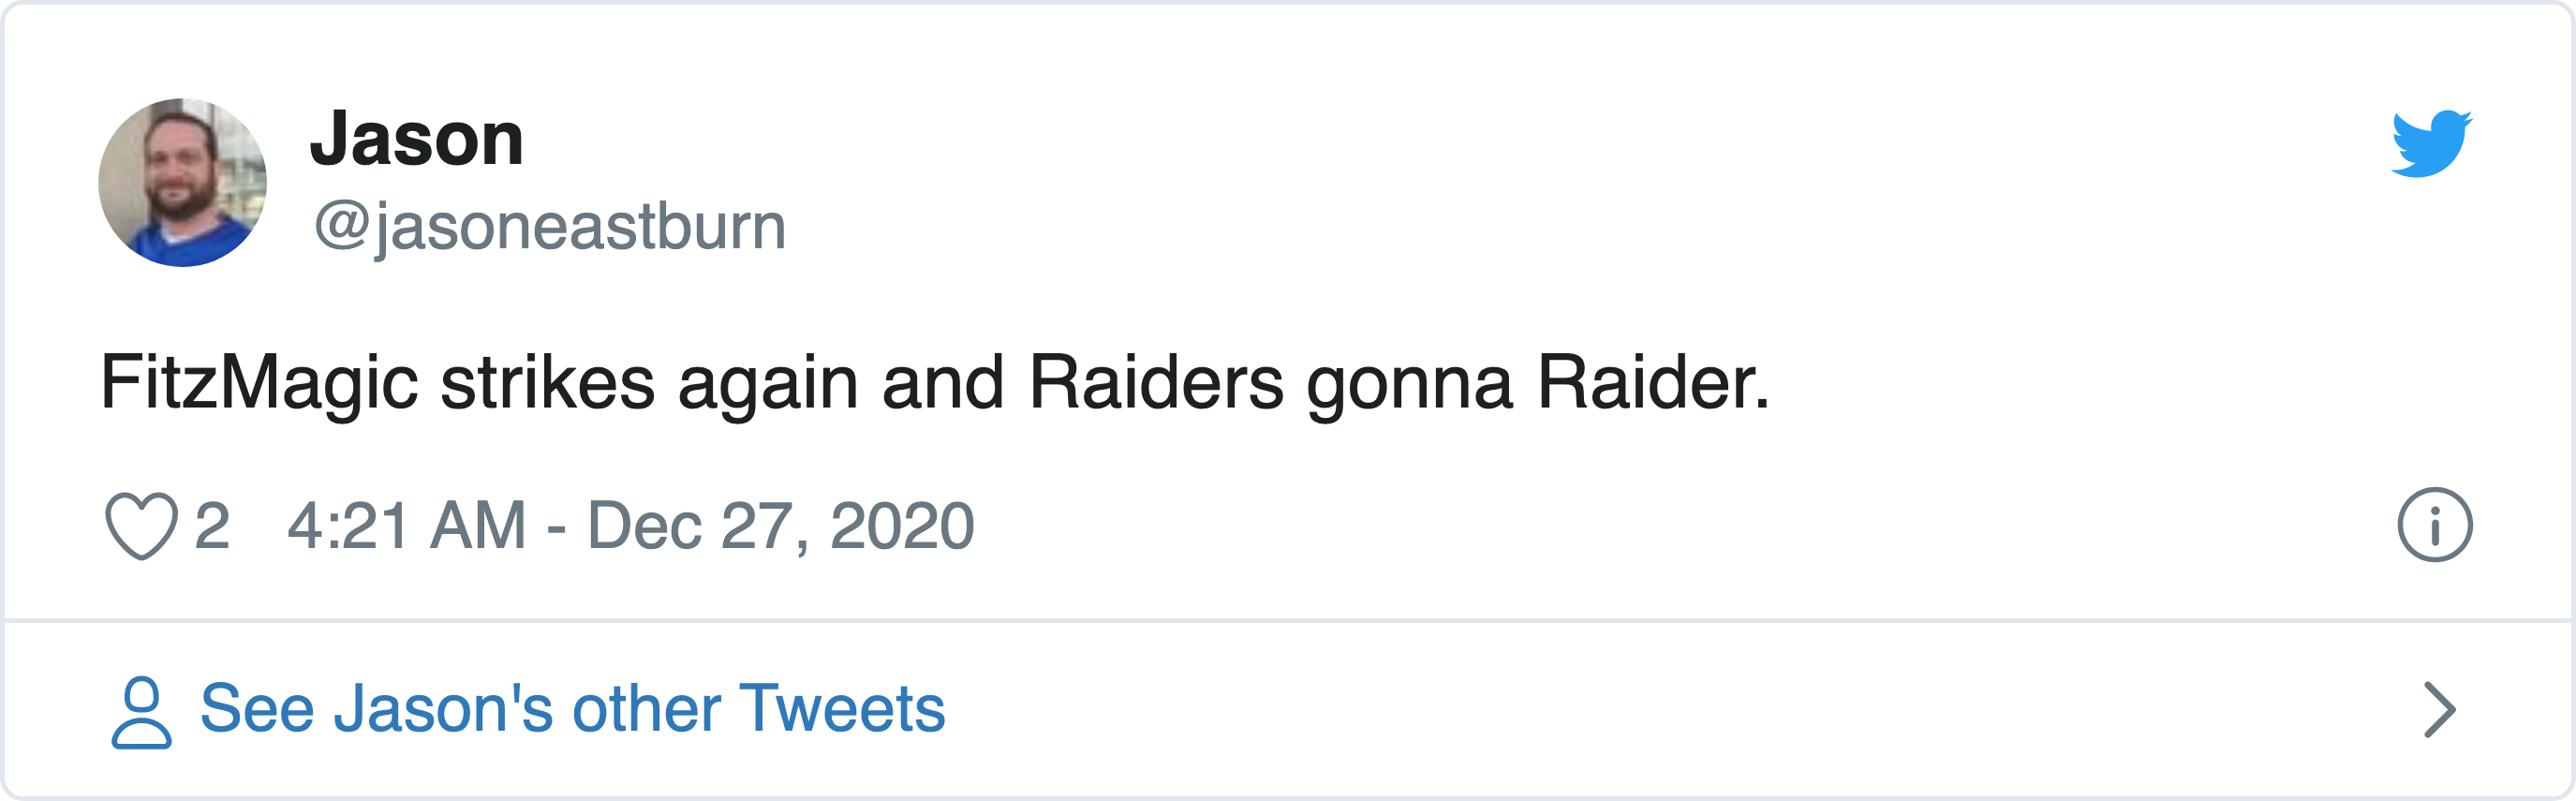 Jason
@jasoneastburn
FitzMagic strikes again and Raiders gonna Raider.
2 4:21 AM - Dec 27, 2020
See Jason's other Tweets